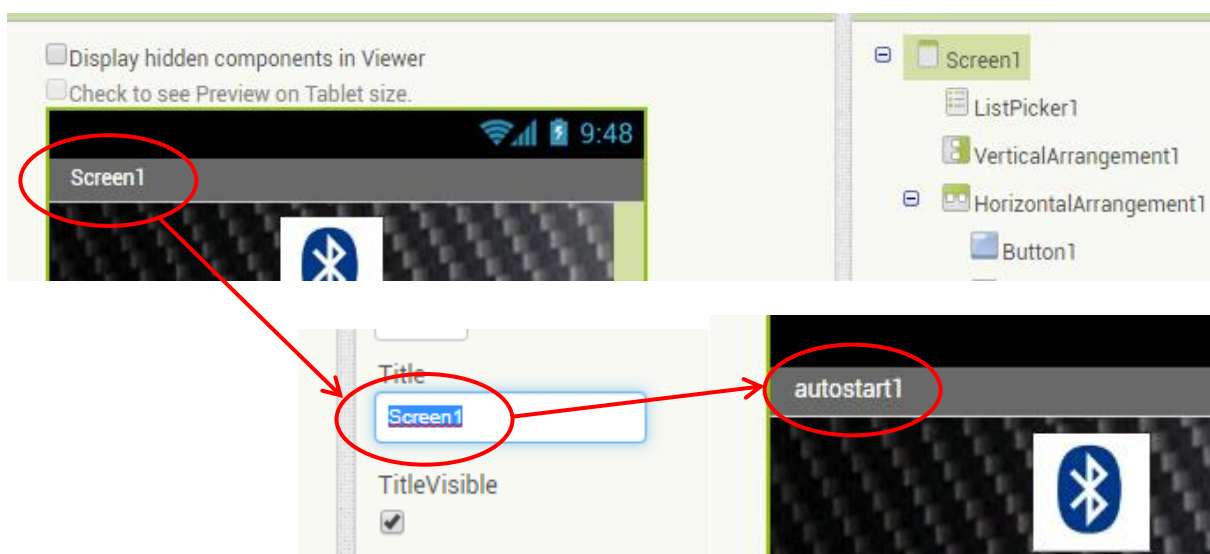 Display hidden components in Viewer
Check to see Preview on Tablet size.
9:48
Screen1
Screen1
ListPicker1
VerticalArrangement1
HorizontalArrangement1
Button1
Title
Screen1
TitleVisible
autostart1